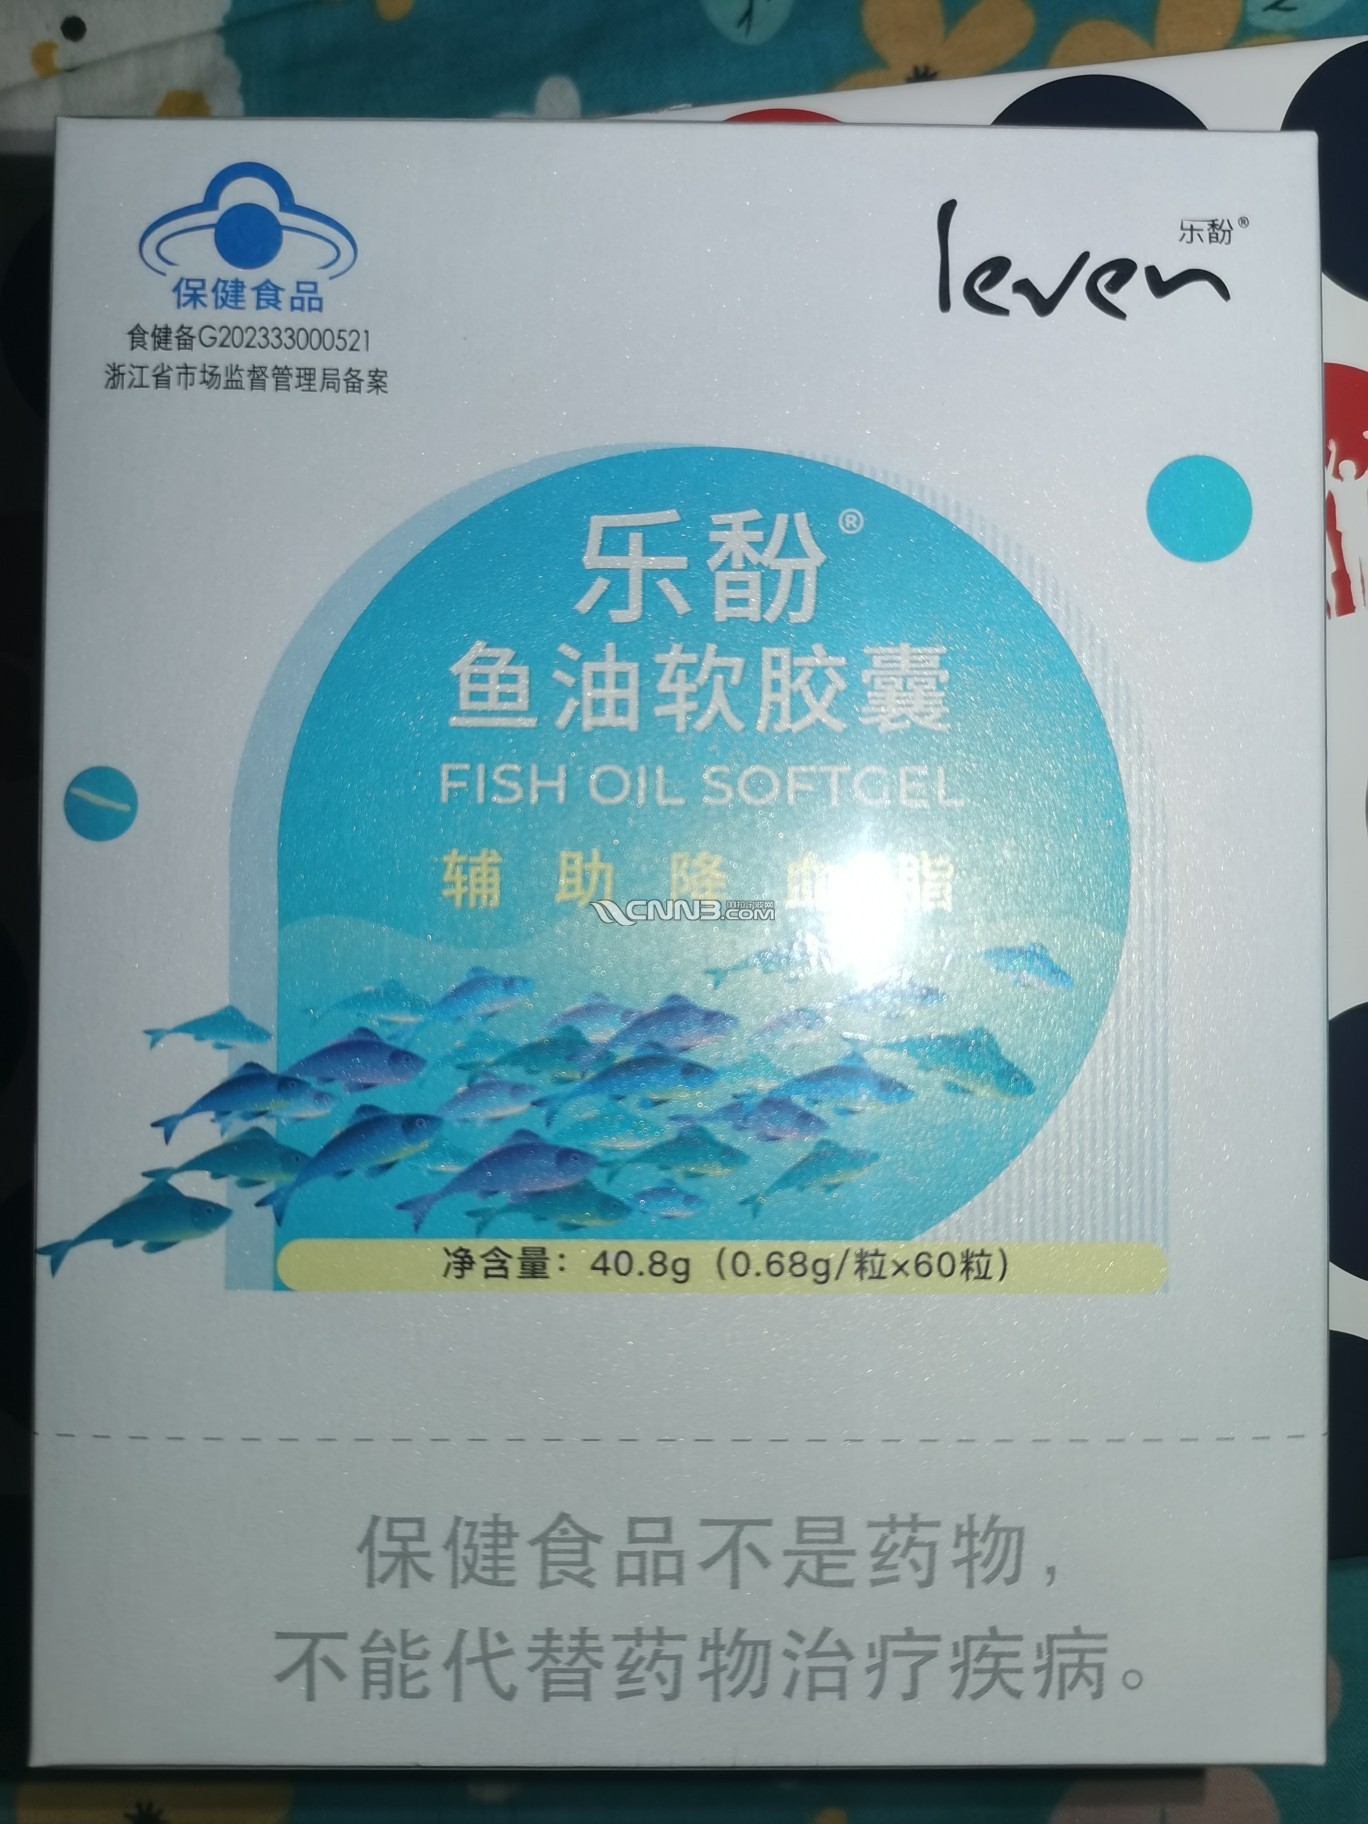 保健食品
食健备G202333000521
浙江省市场监督管理局备案
leven
乐馚®
乐馚®
鱼油软胶囊
FISH OIL SOFTGEL
辅助降血脂
CNN3.COM
净含量：40.8g（0.68g/粒×60粒）
保健食品不是药物，
不能代替药物治疗疾病。